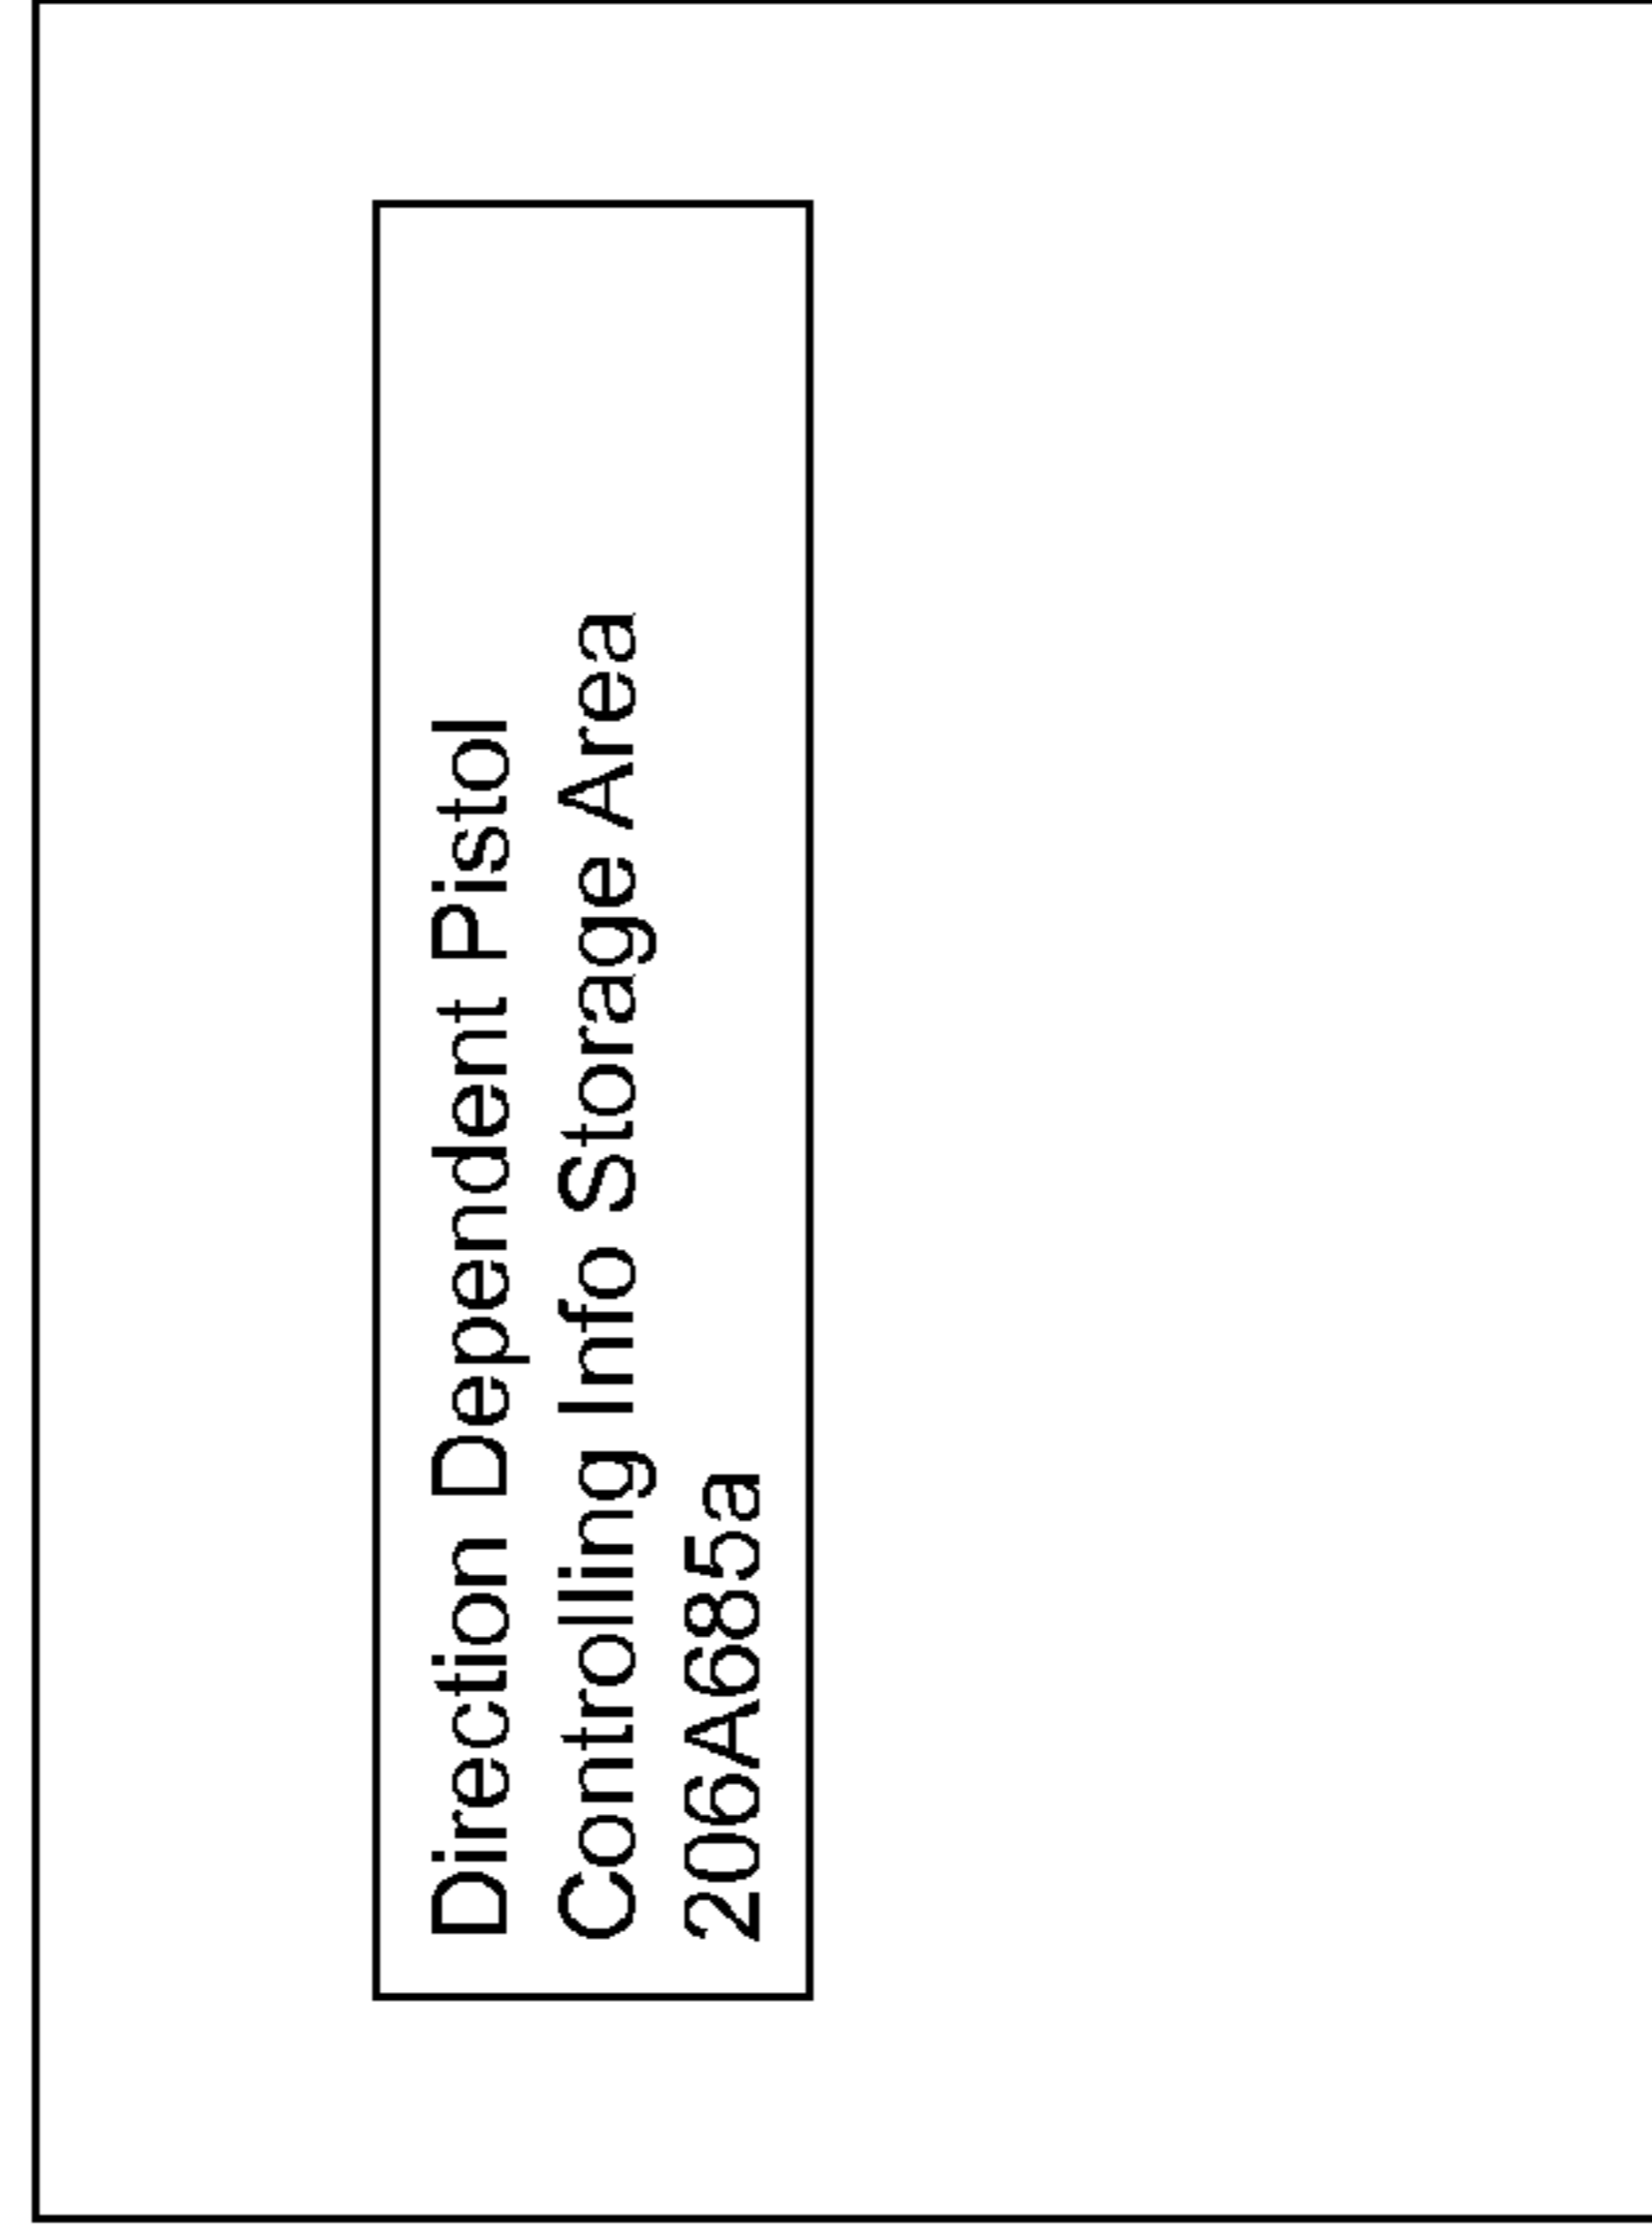 Direction Dependent Pistol
Controlling Info Storage Area
206A685a